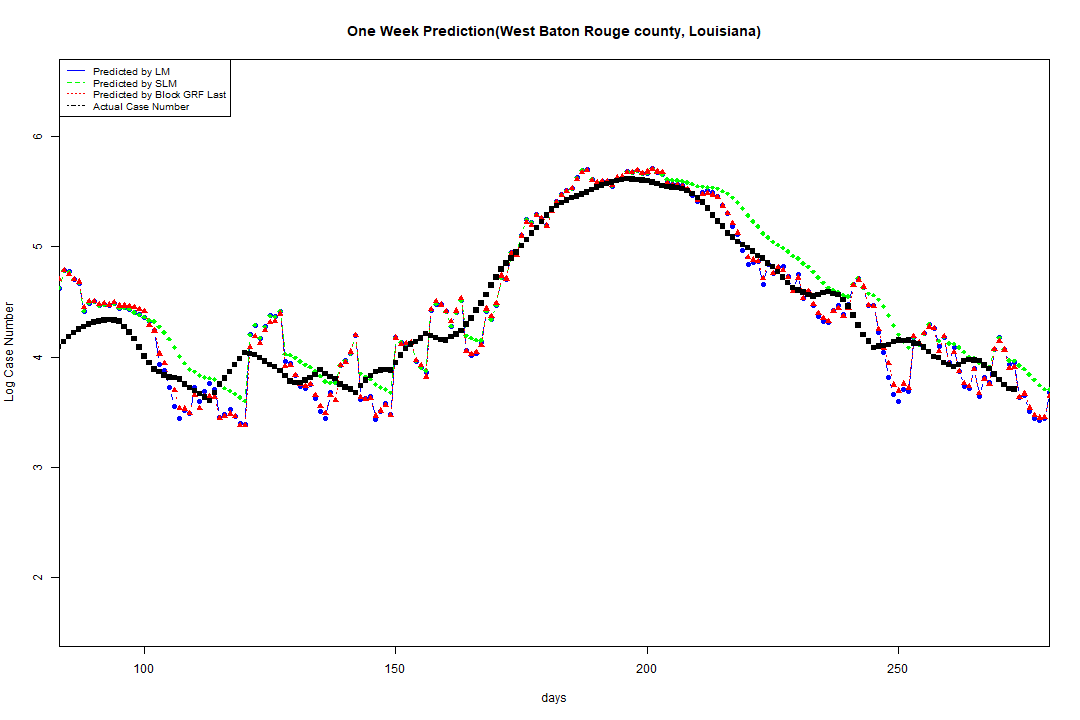 One Week Prediction(West Baton Rouge county, Louisiana)
Predicted by LM
Predicted by SLM
Predicted by Block GRF Last
Actual Case Number
6
5
4
3
2
Log Case Number
100
150
200
250
days